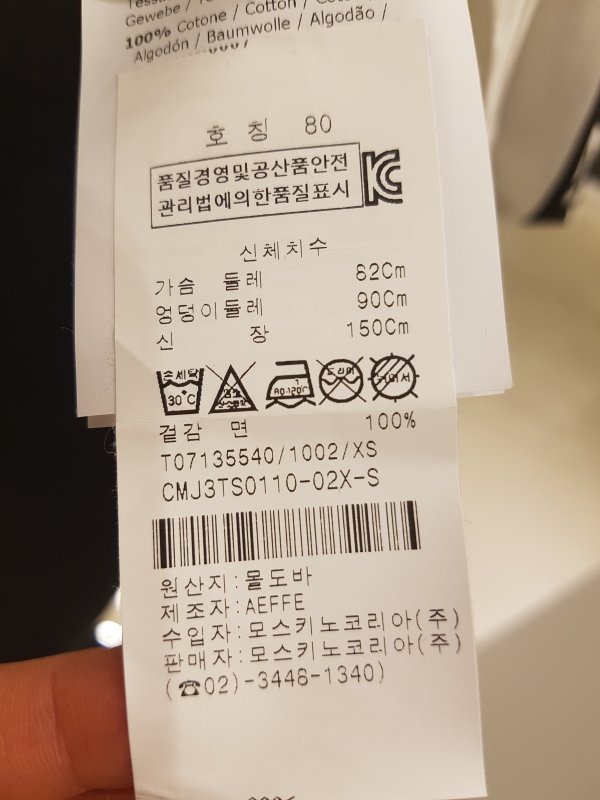 Gewebe /
100% Cotone / Cotton /
Algodón / Baumwolle / Algodão /
호 칭 80
품질경영및공산품안전
관리법에의한품질표시
신체치수
가슴 둘레 82Cm
엉덩이둘레 90Cm
신 장 150Cm
손세탁
30°C
겉감 면 100%
T07135540/1002/XS
CMJ3TS0110-02X-S
원산지:몰도바
제조자:AEFFE
수입자:모스키노코리아(주)
판매자:모스키노코리아(주)
(☎02)-3448-1340)